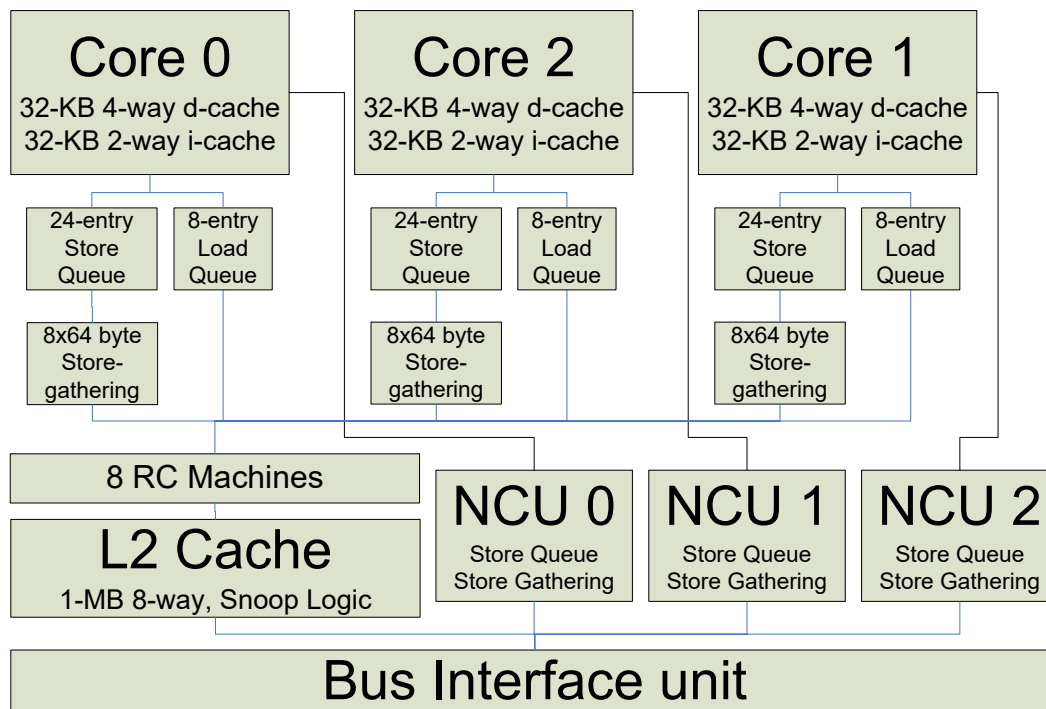 Core 0
32-KB 4-way d-cache
32-KB 2-way i-cache
Core 2
32-KB 4-way d-cache
32-KB 2-way i-cache
Core 1
32-KB 4-way d-cache
32-KB 2-way i-cache
24-entry
Store
Queue
8-entry
Load
Queue
24-entry
Store
Queue
8-entry
Load
Queue
24-entry
Store
Queue
8-entry
Load
Queue
8x64 byte
Store-
gathering
8x64 byte
Store-
gathering
8x64 byte
Store-
gathering
8 RC Machines
L2 Cache
1-MB 8-way, Snoop Logic
NCU 0
Store Queue
Store Gathering
NCU 1
Store Queue
Store Gathering
NCU 2
Store Queue
Store Gathering
Bus Interface unit